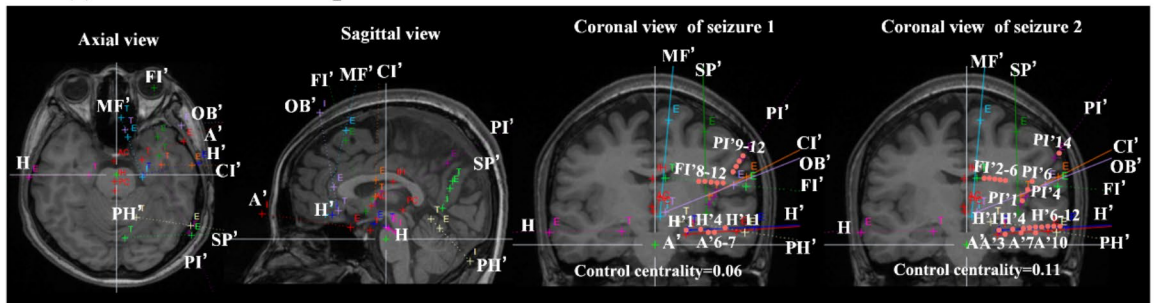 Axial view
FI'
MF'
OB'
A'
H'
H
CI'
PH'
SP'
PI'
Sagittal view
FI'
MF'
CI'
OB'
PI'
SP'
A'
H'
H
PH'
Coronal view of seizure 1
MF'
SP'
PI'
PI'9-12
CI'
OB'
FI'8-12
FI'
H
H'1
H'4
H'11
H'
A'
A'6-7
PH'
Control centrality=0.06
Coronal view of seizure 2
MF'
SP'
PI'
PI'14
CI'
OB'
FI'2-6
PI'6
PI'4
PI'1
FI'
H
H'1
H'4
H'6-12
H'
A'
A'3
A'7
A'10
PH'
Control centrality=0.11